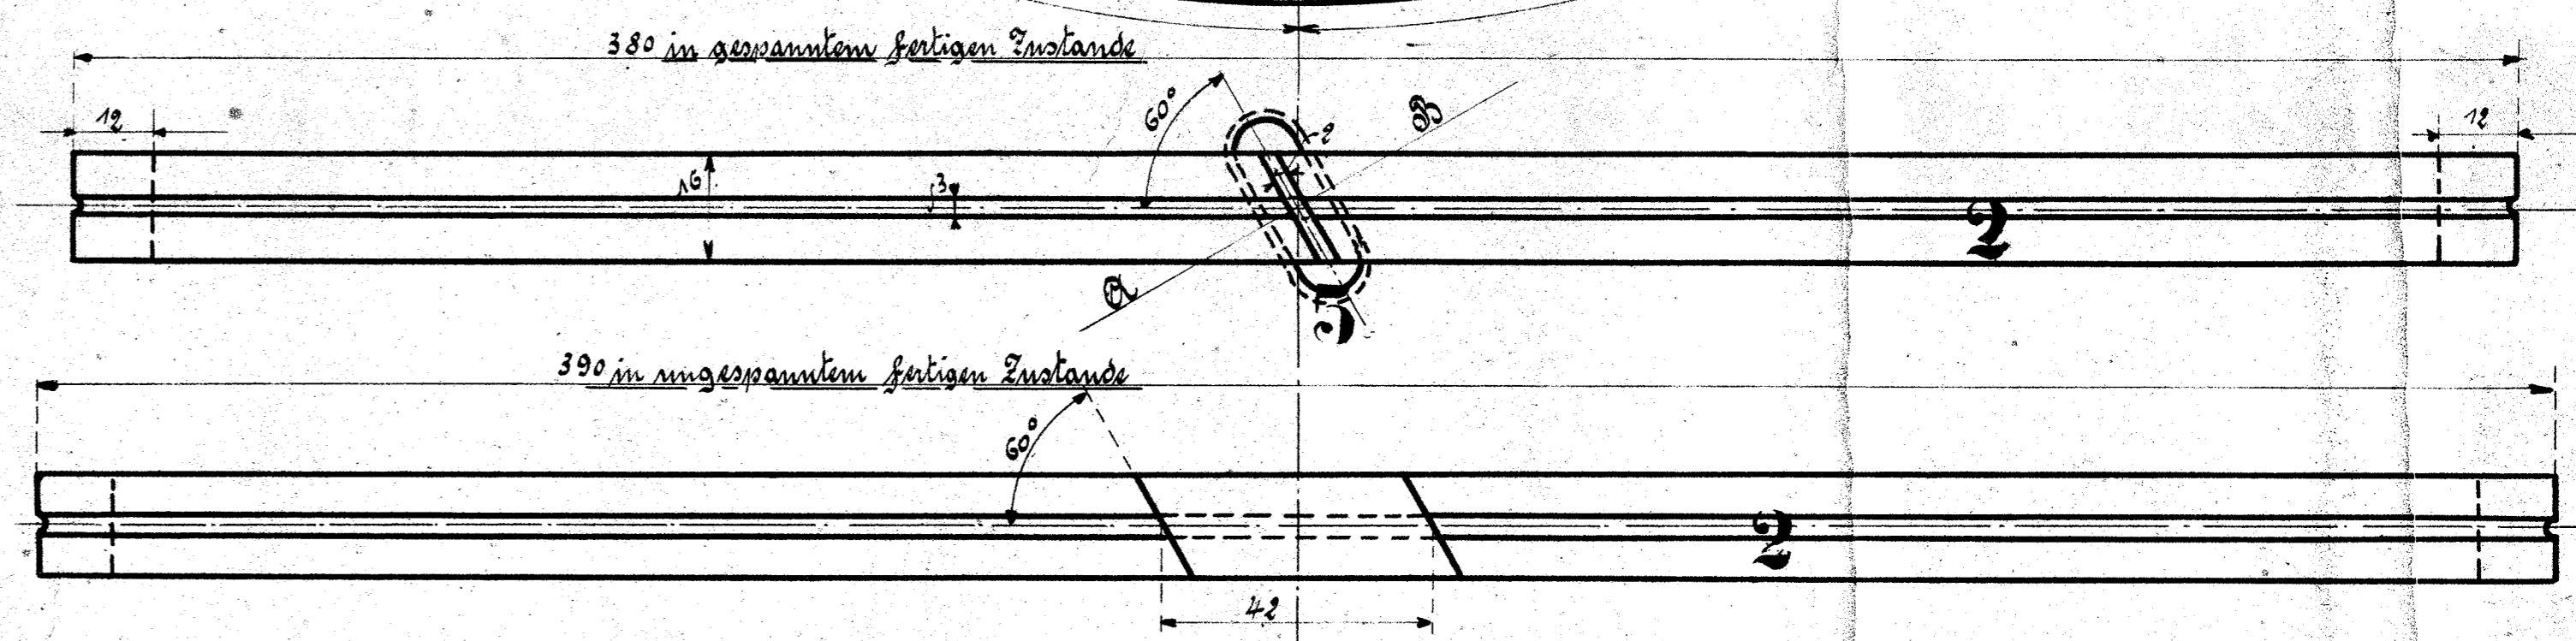 380 in gespanntem fertigen Zustande
60°
B
12
2
12
16
3
2
A
5
390 in ungespanntem fertigen Zustande
60°
2
42